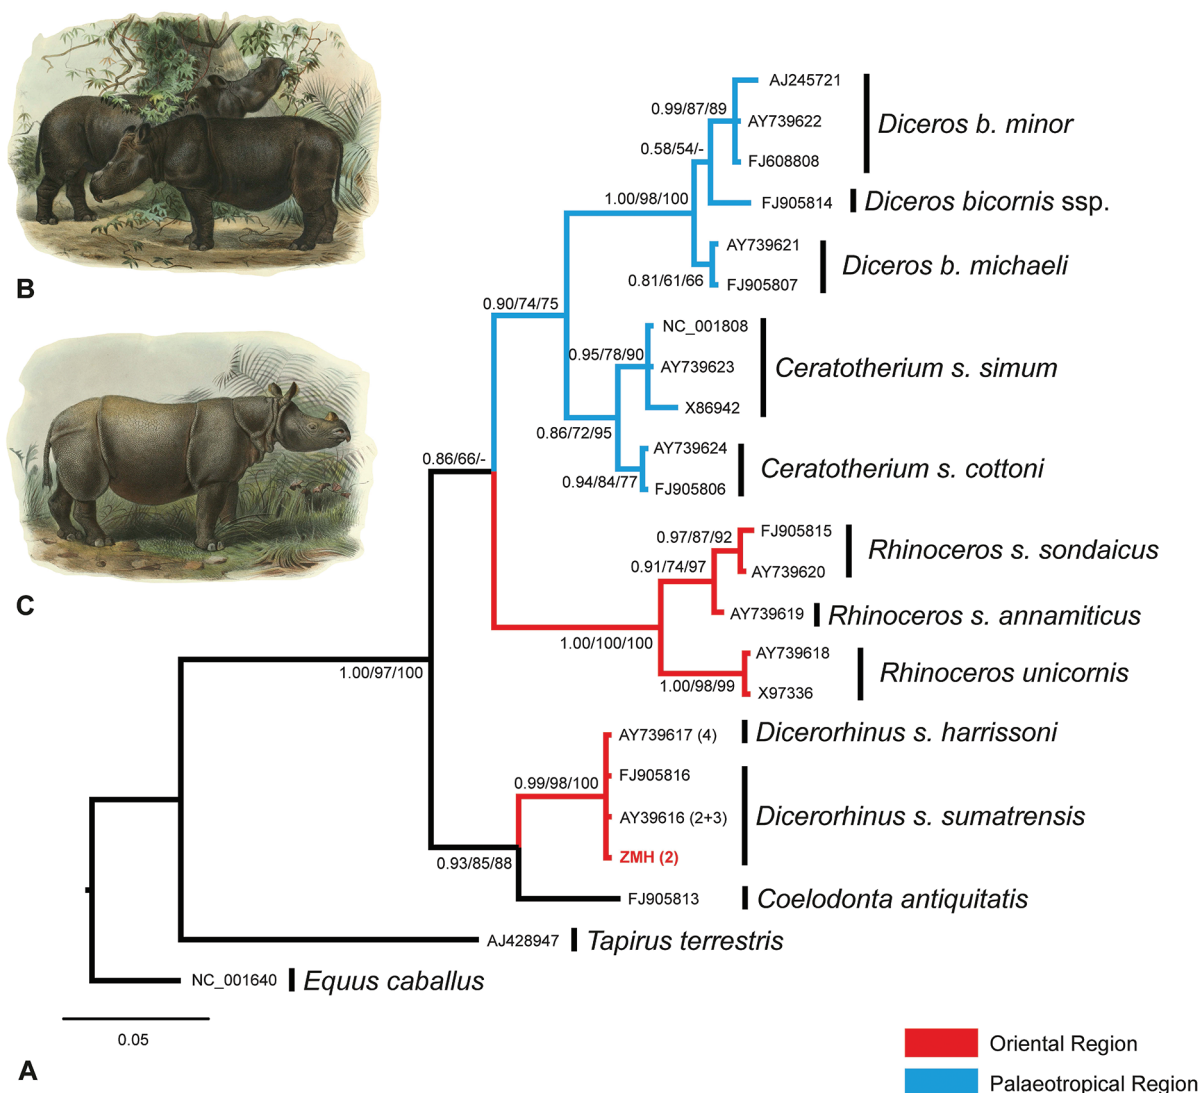 B
C
AJ245721
0.99/87/89
AY739622
Diceros b. minor
0.58/54/-
FJ608808
1.00/98/100
FJ905814
Diceros bicornis ssp.
AY739621
0.81/61/66
FJ905807
Diceros b. michaeli
0.90/74/75
NC_001808
0.95/78/90
AY739623
Ceratotherium s. simum
X86942
0.86/72/95
AY739624
Ceratotherium s. cottoni
0.94/84/77
FJ905806
0.86/66/-
FJ905815
0.97/87/92
Rhinoceros s. sondaicus
0.91/74/97
AY739620
AY739619
Rhinoceros s. annamiticus
1.00/100/100
AY739618
Rhinoceros unicornis
1.00/98/99
X97336
1.00/97/100
AY739617 (4)
Dicerorhinus s. harrissoni
FJ905816
0.99/98/100
AY39616 (2+3)
Dicerorhinus s. sumatrensis
ZMH (2)
0.93/85/88
FJ905813
Coelodonta antiquitatis
AJ428947
Tapirus terrestris
NC_001640
Equus caballus
0.05
A
Oriental Region
Palaeotropical Region